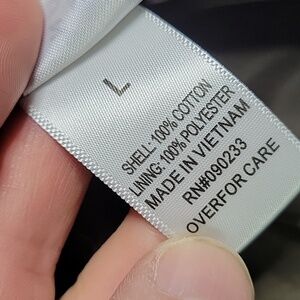 L
SHELL: 100% COTTON
LINING: 100% POLYESTER
MADE IN VIETNAM
RN#090233
OVERFOR CARE